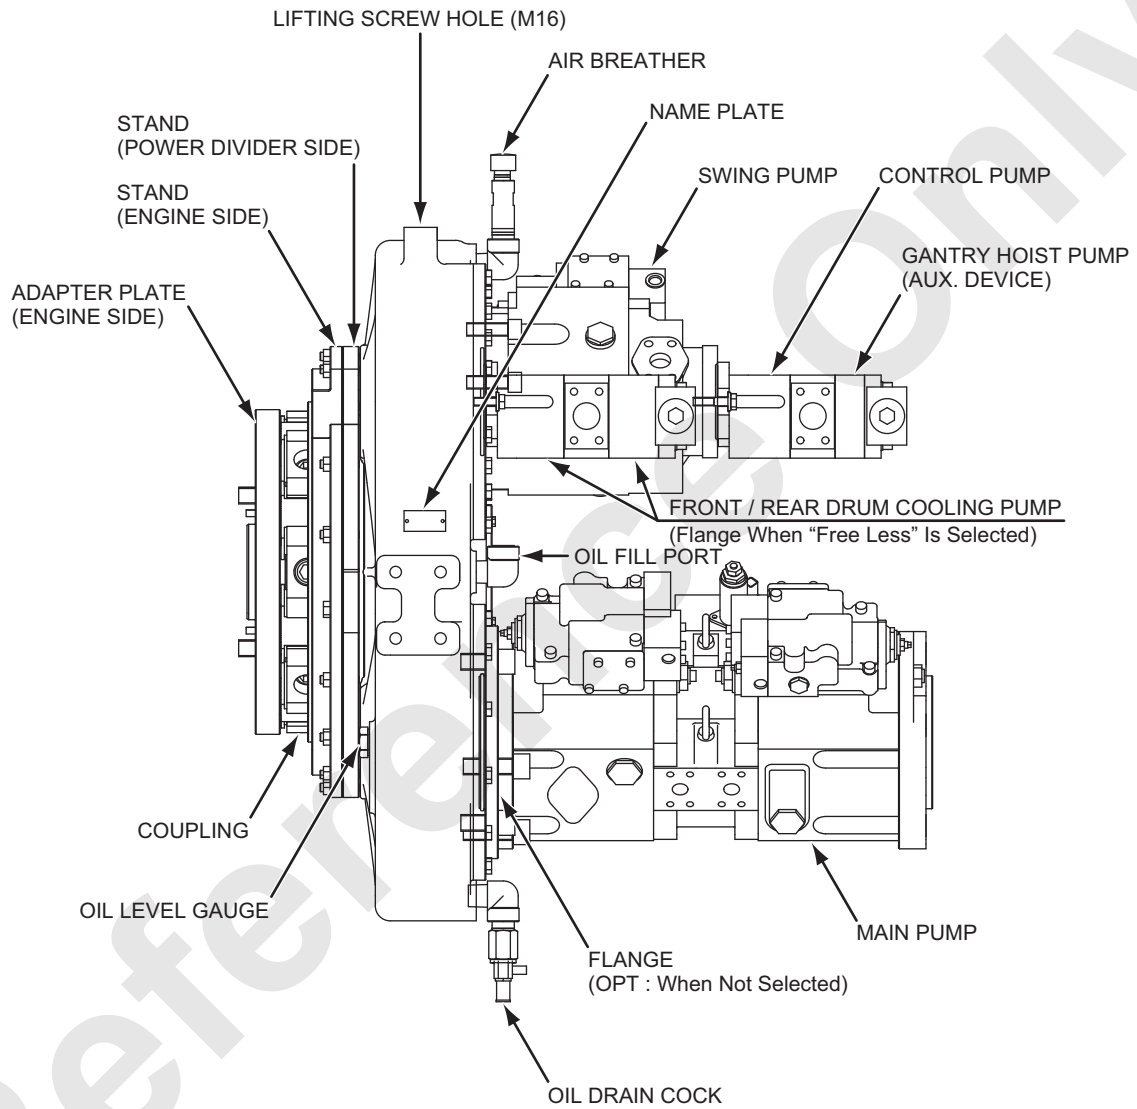 LIFTING SCREW HOLE (M16)
AIR BREATHER
NAME PLATE
STAND
(POWER DIVIDER SIDE)
SWING PUMP
CONTROL PUMP
STAND
(ENGINE SIDE)
GANTRY HOIST PUMP
(AUX. DEVICE)
ADAPTER PLATE
(ENGINE SIDE)
FRONT / REAR DRUM COOLING PUMP
(Flange When “Free Less” Is Selected)
OIL FILL PORT
COUPLING
OIL LEVEL GAUGE
MAIN PUMP
FLANGE
(OPT : When Not Selected)
OIL DRAIN COCK
Reference Only